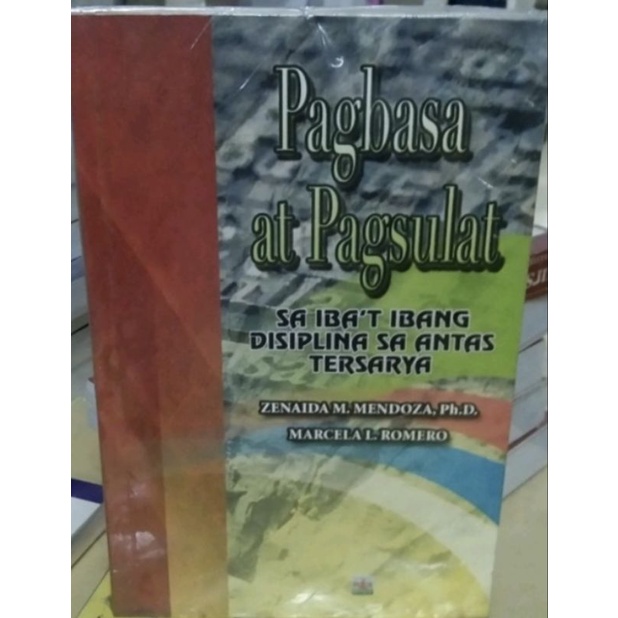 Pagbasa
at Pagsulat
SA IBA'T IBANG
DISIPLINA SA ANTAS
TERSARYA
ZENAIDA M. MENDOZA, Ph.D.
MARCELA L. ROMERO